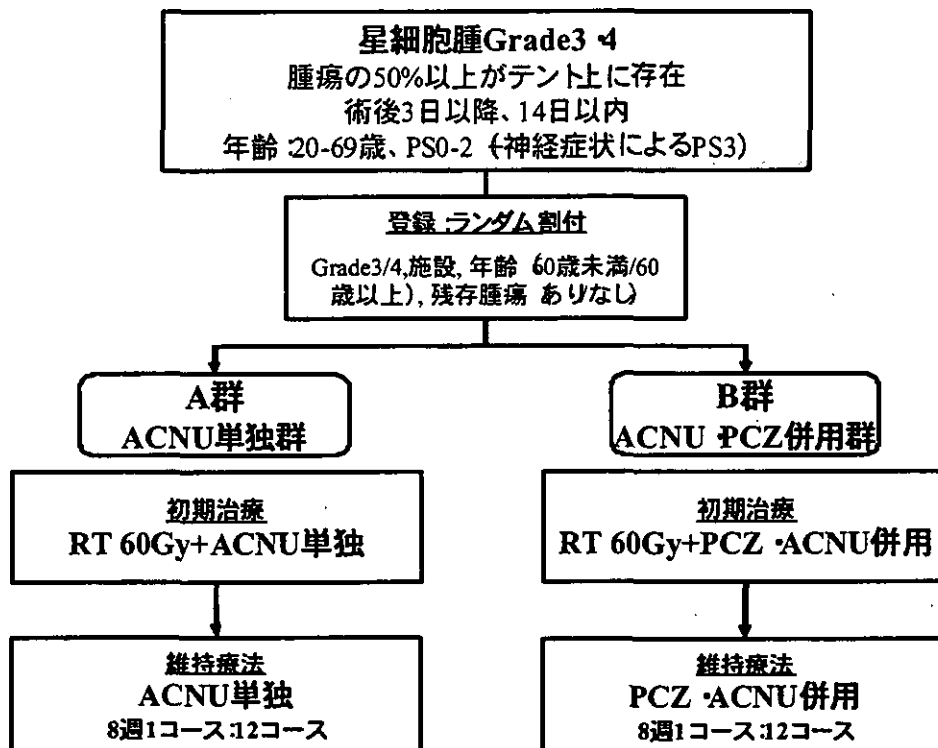 星細胞腫Grade3・4
腫瘍の50%以上がテント上に存在
術後3日以降、14日以内
年齢:20-69歳、PS0-2 (神経症状によるPS3)
登録:ランダム割付
Grade3/4,施設, 年齢 60歳未満/60
歳以上), 残存腫瘍 ありなし)
A群
ACNU単独群
B群
ACNU・PCZ併用群
初期治療
RT 60Gy+ACNU単独
初期治療
RT 60Gy+PCZ・ACNU併用
維持療法
ACNU単独
8週1コース:12コース
維持療法
PCZ・ACNU併用
8週1コース:12コース